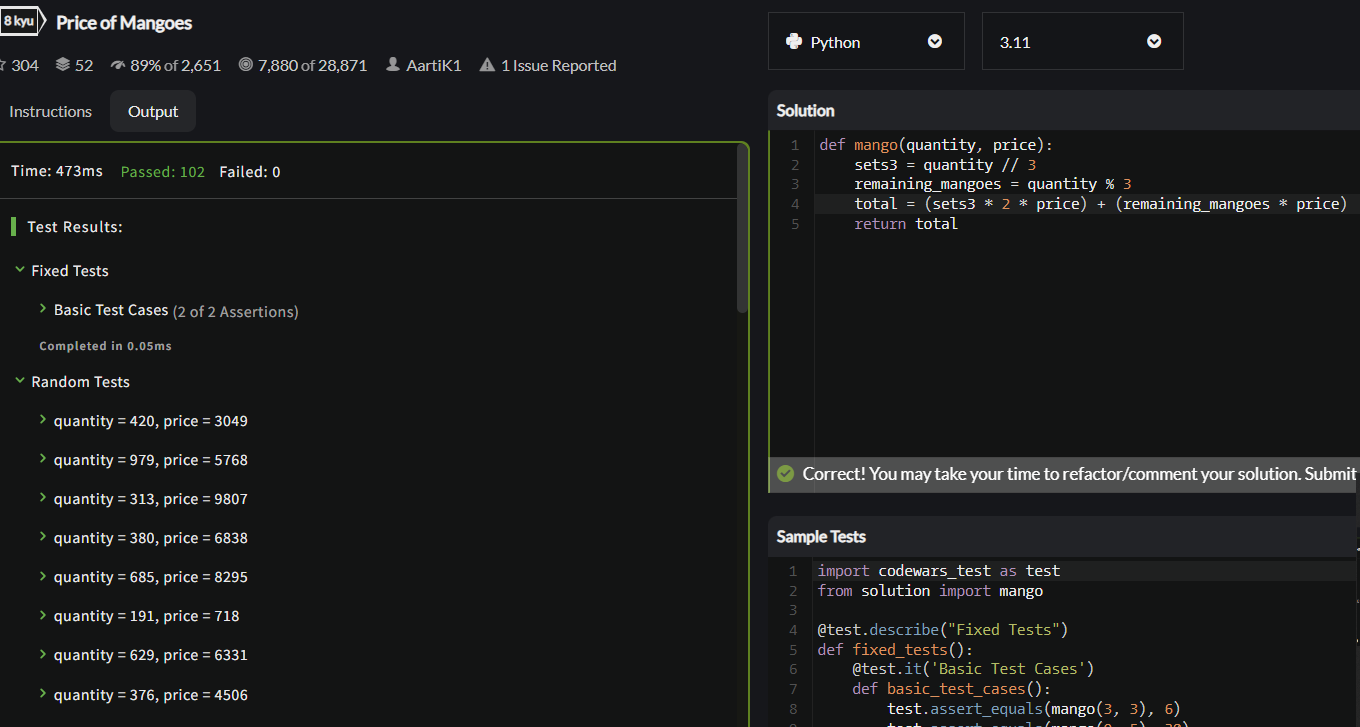 8 kyu Price of Mangoes
304 52 89% of 2,651 7,880 of 28,871 AartiK1 1 Issue Reported
Instructions Output
Time: 473ms Passed: 102 Failed: 0
Test Results:
Fixed Tests
Basic Test Cases (2 of 2 Assertions)
Completed in 0.05ms
Random Tests
quantity = 420, price = 3049
quantity = 979, price = 5768
quantity = 313, price = 9807
quantity = 380, price = 6838
quantity = 685, price = 8295
quantity = 191, price = 718
quantity = 629, price = 6331
quantity = 376, price = 4506
Python 3.11
Solution
1 def mango(quantity, price):
2 sets3 = quantity // 3
3 remaining_mangoes = quantity % 3
4 total = (sets3 * 2 * price) + (remaining_mangoes * price)
5 return total
Correct! You may take your time to refactor/comment your solution. Submit
Sample Tests
1 import codewars_test as test
2 from solution import mango
3
4 @test.describe("Fixed Tests")
5 def fixed_tests():
6 @test.it('Basic Test Cases')
7 def basic_test_cases():
8 test.assert_equals(mango(3, 3), 6)